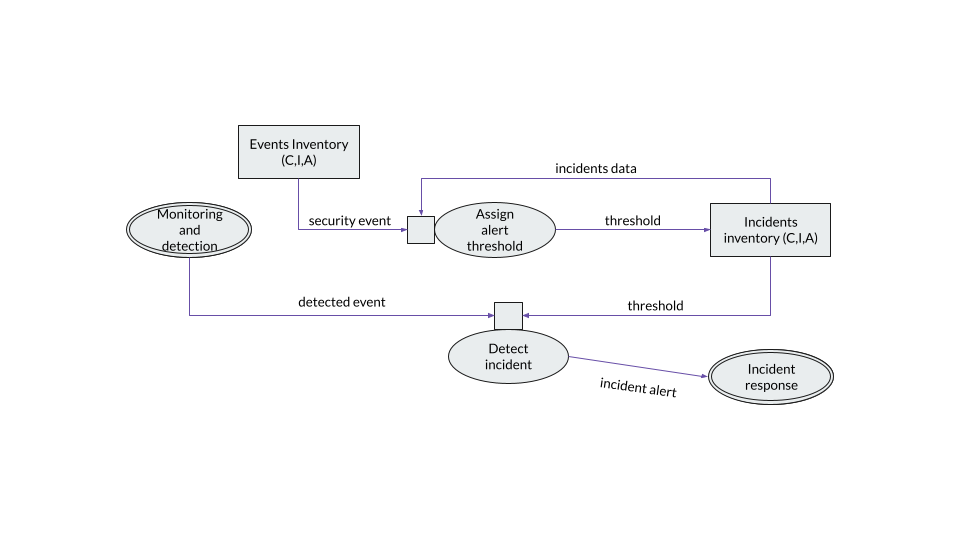 Events Inventory
(C,I,A)
incidents data
Monitoring
and
detection
security event
Assign
alert
threshold
threshold
Incidents
inventory (C,I,A)
detected event
threshold
Detect
incident
incident alert
Incident
response